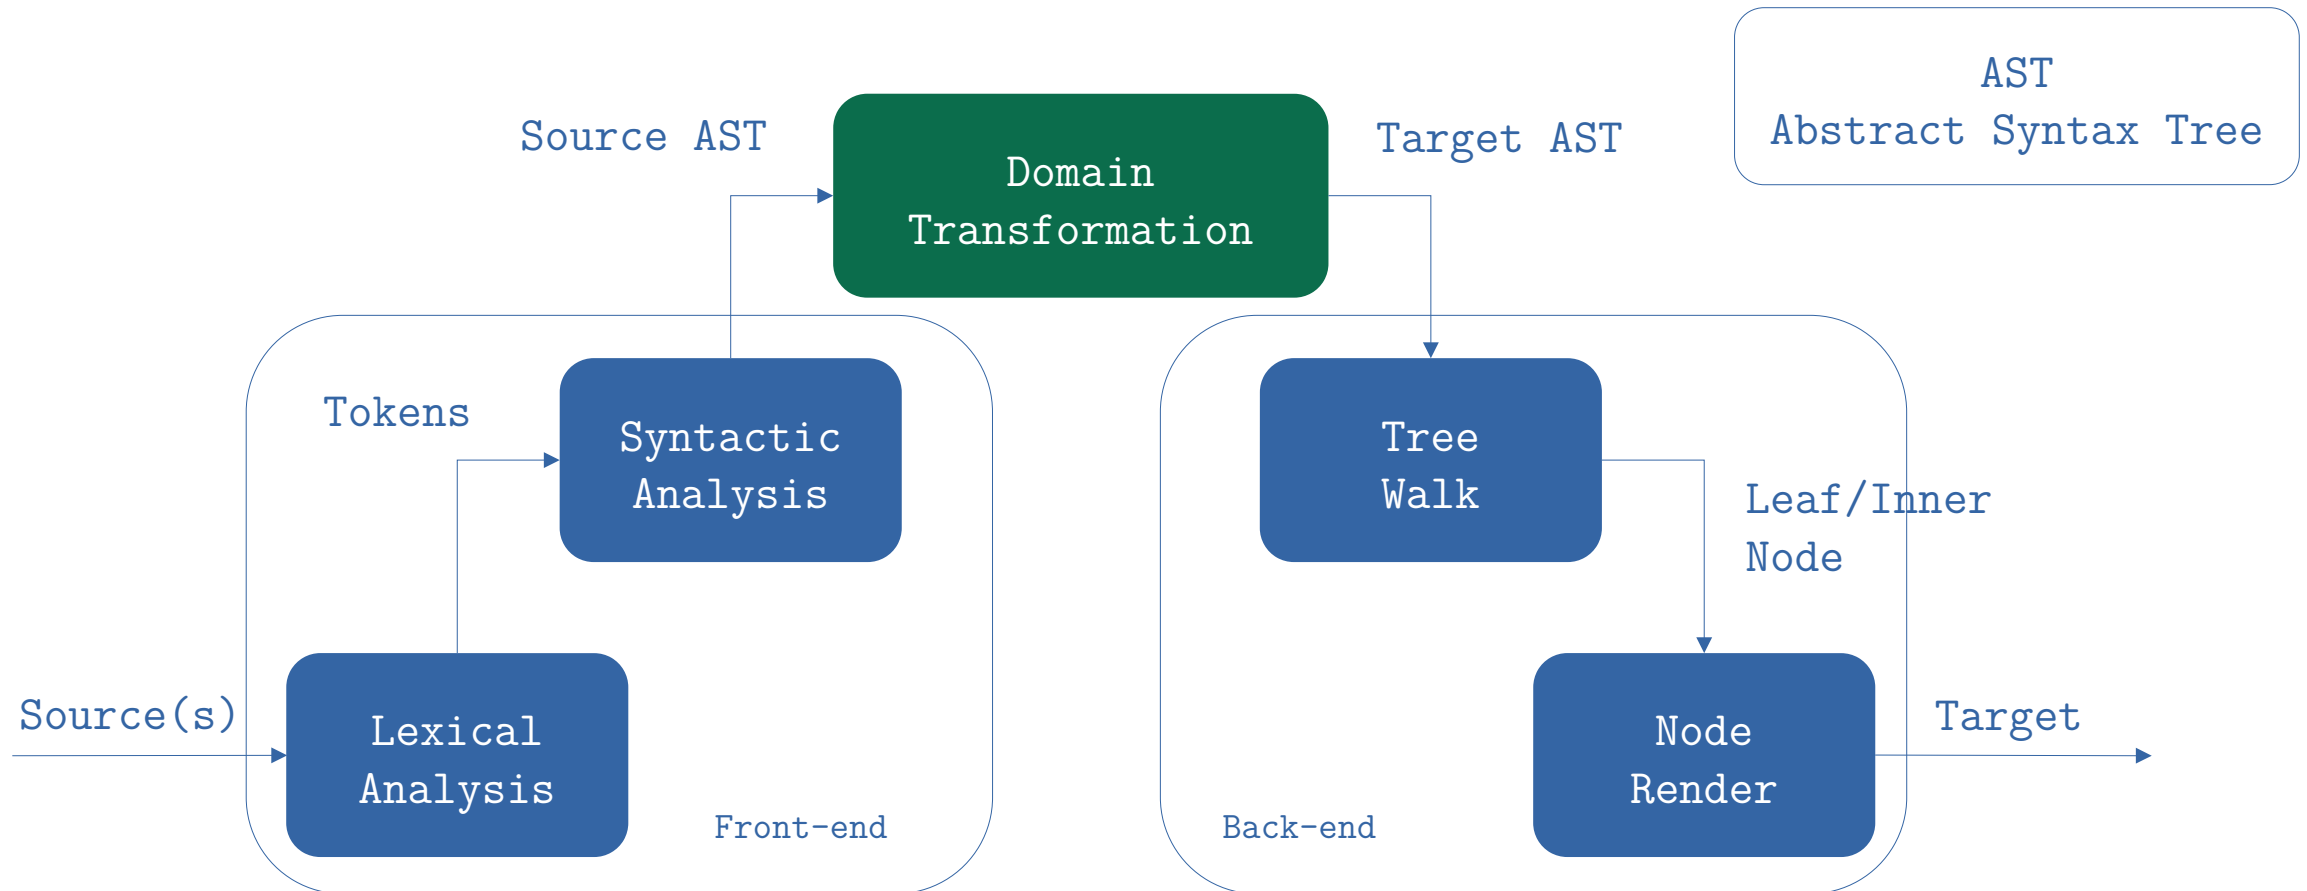 AST
Abstract Syntax Tree
Source AST
Domain
Transformation
Target AST
Tokens
Syntactic
Analysis
Tree
Walk
Leaf/Inner
Node
Source(s)
Lexical
Analysis
Front-end
Back-end
Node
Render
Target